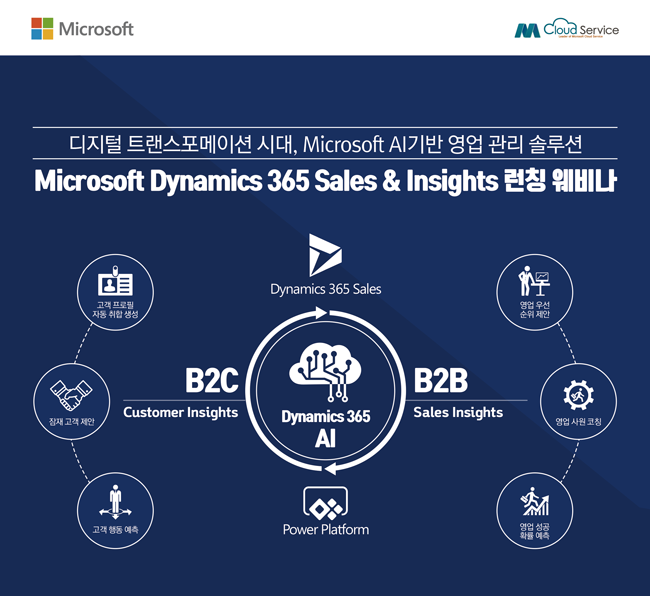 Microsoft
M Cloud Service
Leader of Microsoft Cloud Service
디지털 트랜스포메이션 시대, Microsoft AI기반 영업 관리 솔루션
Microsoft Dynamics 365 Sales & Insights 런칭 웨비나
Dynamics 365 Sales
고객 프로필
자동 취합 생성
영업 우선
순위 제안
B2C
Customer Insights
Dynamics 365
AI
B2B
Sales Insights
잠재 고객 제안
영업 사원 코칭
고객 행동 예측
Power Platform
영업 성공
확률 예측